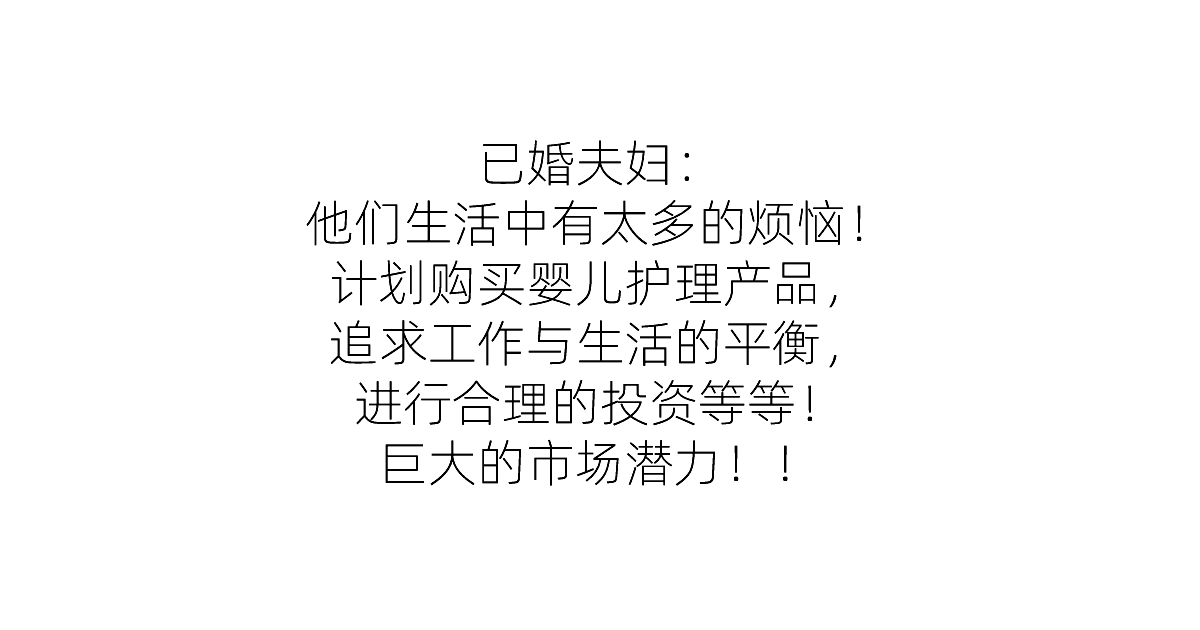 已婚夫妇：
他们生活中有太多的烦恼！
计划购买婴儿护理产品，
追求工作与生活的平衡，
进行合理的投资等等！
巨大的市场潜力！！